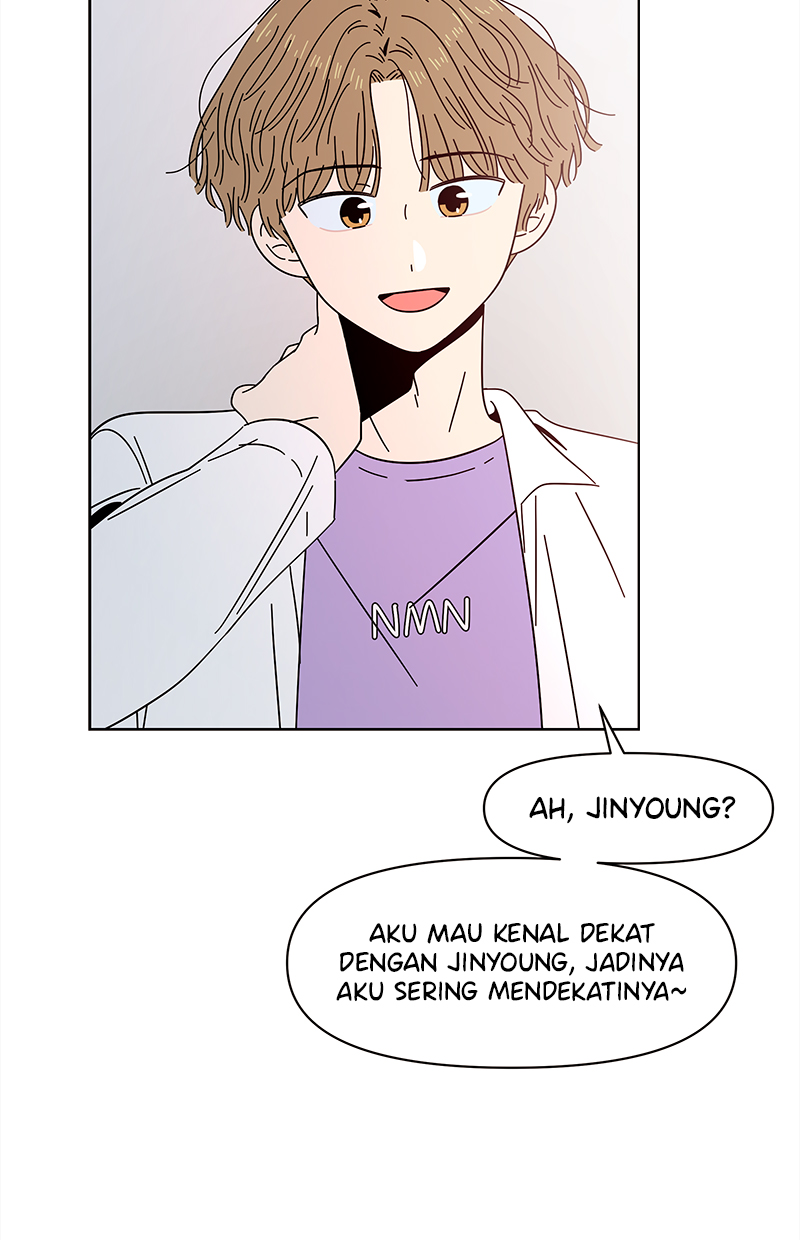 NMN
AH, JINYOUNG?
AKU MAU KENAL DEKAT
DENGAN JINYOUNG, JADINYA
AKU SERING MENDEKATINYA~